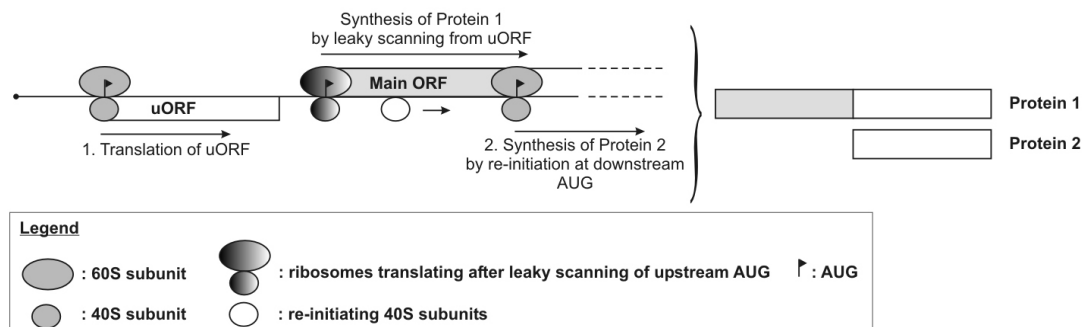 Synthesis of Protein 1
by leaky scanning from uORF
Main ORF
uORF
1. Translation of uORF
2. Synthesis of Protein 2
by re-initiation at downstream
AUG
Protein 1
Protein 2
Legend
: 60S subunit
: ribosomes translating after leaky scanning of upstream AUG
: AUG
: 40S subunit
: re-initiating 40S subunits